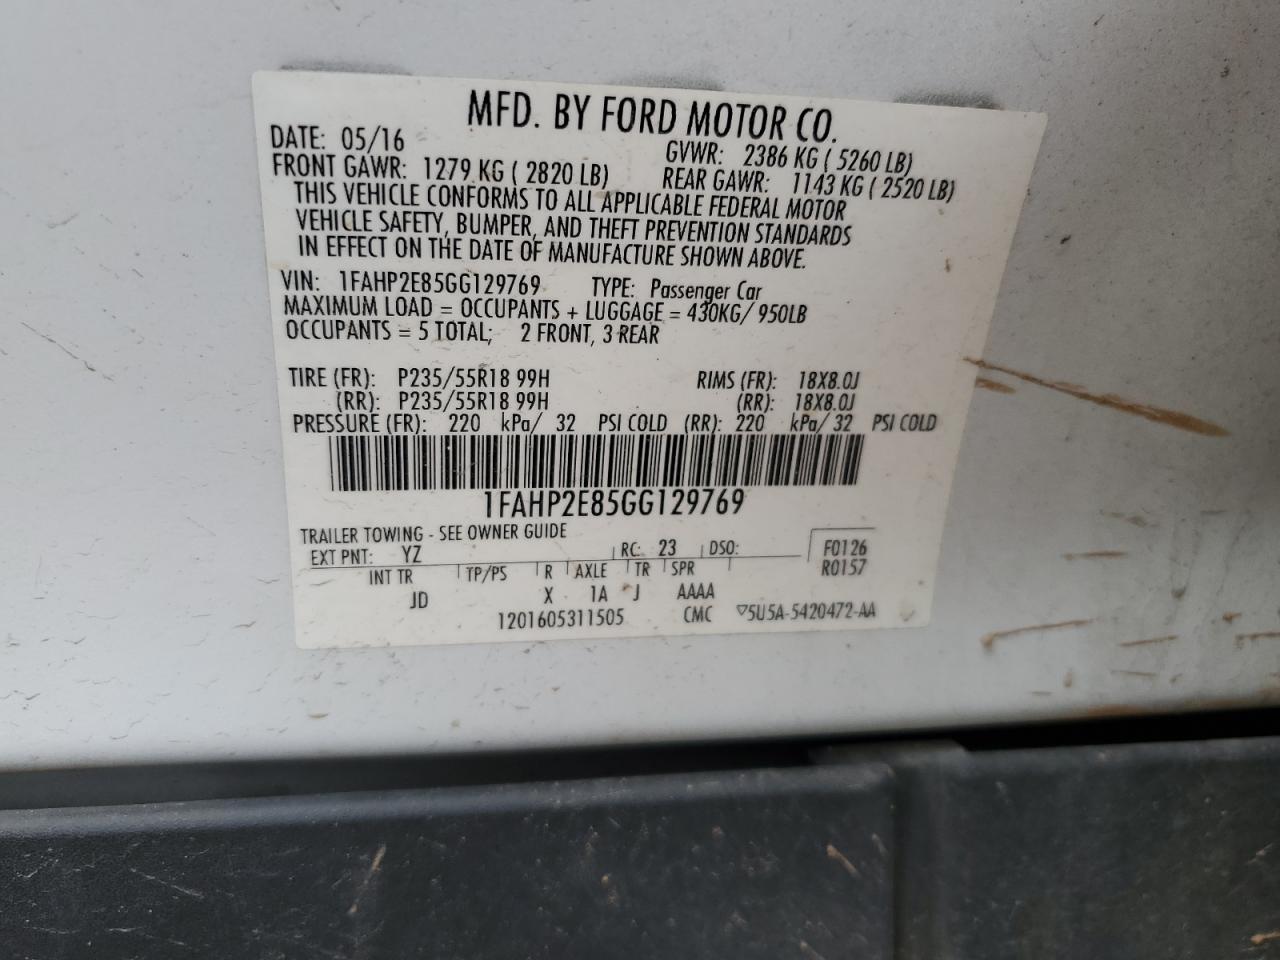 MFD. BY FORD MOTOR CO.
DATE: 05/16 GVWR: 2386 KG ( 5260 LB)
FRONT GAWR: 1279 KG ( 2820 LB) REAR GAWR: 1143 KG ( 2520 LB)
THIS VEHICLE CONFORMS TO ALL APPLICABLE FEDERAL MOTOR
VEHICLE SAFETY, BUMPER, AND THEFT PREVENTION STANDARDS
IN EFFECT ON THE DATE OF MANUFACTURE SHOWN ABOVE.
VIN: 1FAHP2E85GG129769 TYPE: Passenger Car
MAXIMUM LOAD = OCCUPANTS + LUGGAGE = 430KG/ 950LB
OCCUPANTS = 5 TOTAL; 2 FRONT, 3 REAR
TIRE (FR): P235/55R18 99H RIMS (FR): 18X8.0J
(RR): P235/55R18 99H (RR): 18X8.0J
PRESSURE (FR): 220 kPa/ 32 PSI COLD (RR): 220 kPa/ 32 PSI COLD
1FAHP2E85GG129769
TRAILER TOWING - SEE OWNER GUIDE
EXT PNT: YZ RC: 23 DSO: F0126
INT TR TP/PS R AXLE TR SPR R0157
JD X 1A J AAAA
1201605311505 CMC ▽5U5A-5420472-AA